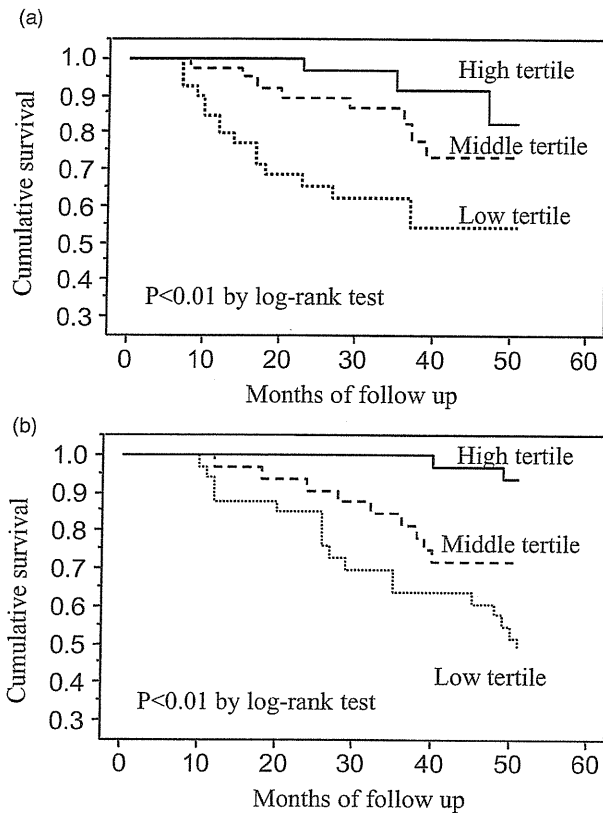 (a)
Cumulative survival
1.0
0.9
0.8
0.7
0.6
0.5
0.4
0.3
High tertile
Middle tertile
Low tertile
P<0.01 by log-rank test
0 10 20 30 40 50 60
Months of follow up
(b)
Cumulative survival
1.0
0.9
0.8
0.7
0.6
0.5
0.4
0.3
High tertile
Middle tertile
Low tertile
P<0.01 by log-rank test
0 10 20 30 40 50 60
Months of follow up